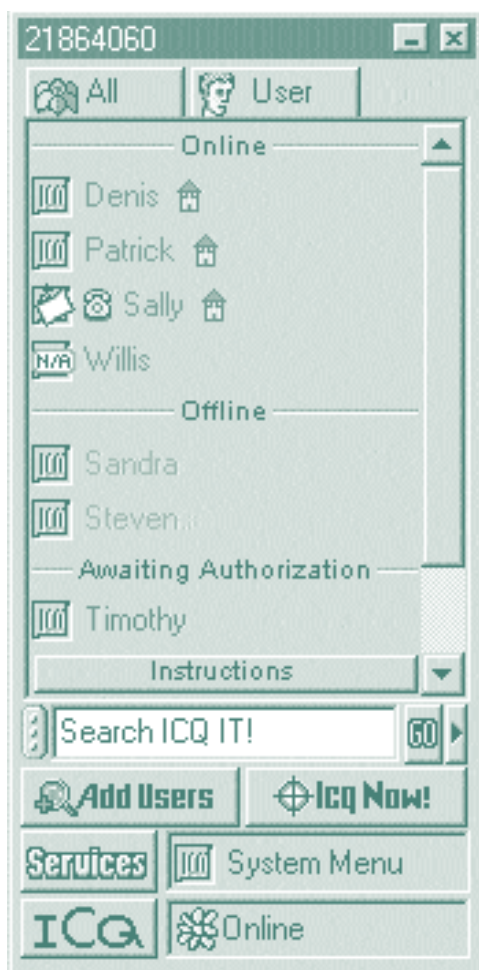 21864060
All User
Online
Denis
Patrick
Sally
N/A Willis
Offline
Sandra
Steven
Awaiting Authorization
Timothy
Instructions
Search ICQ IT! GO
Add Users Icq Now!
Services System Menu
ICQ Online